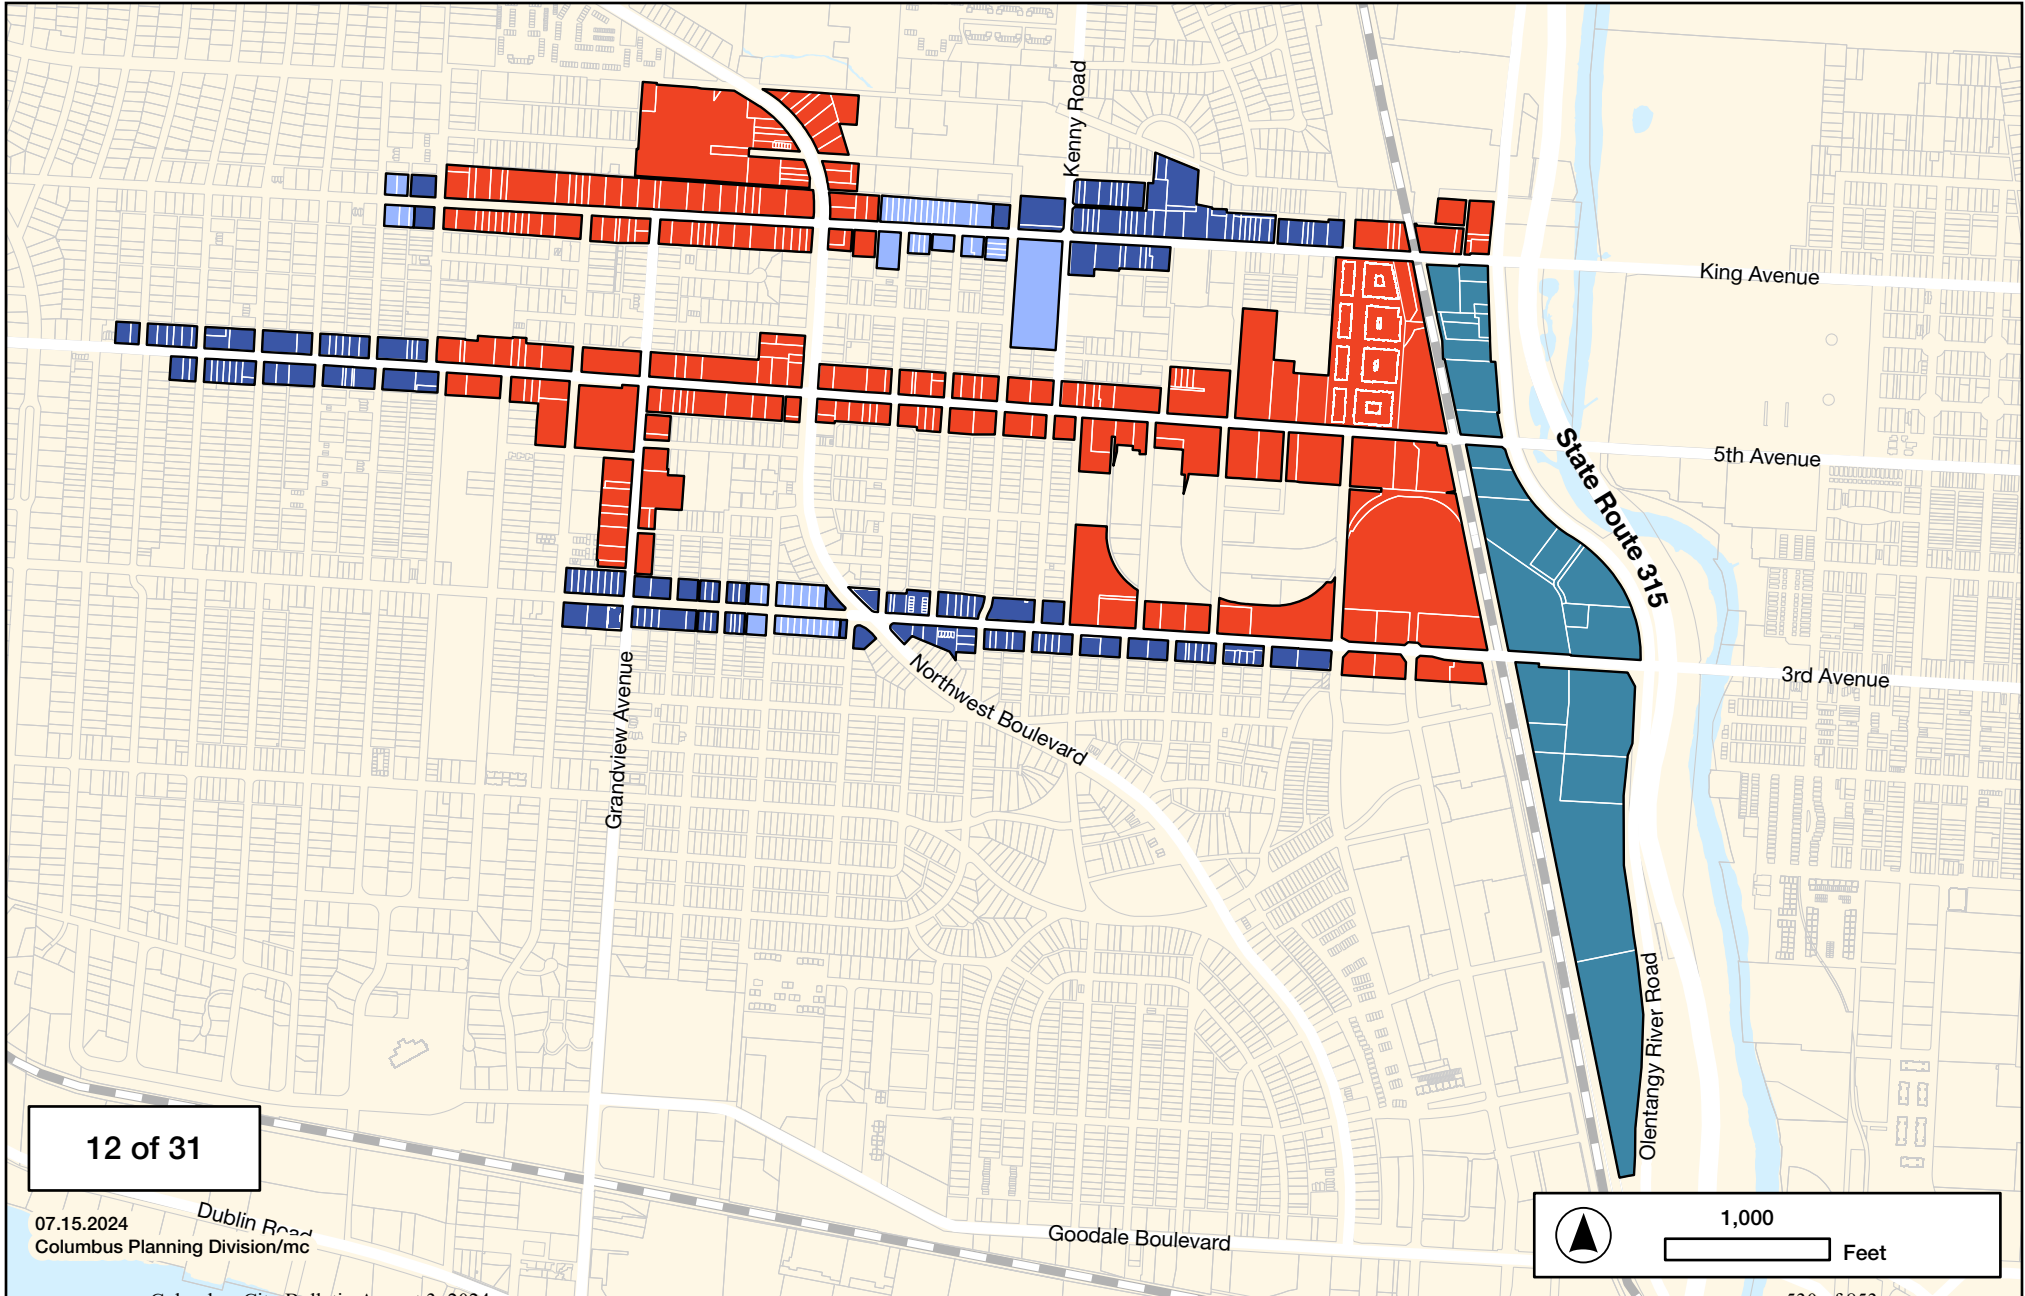 Kenny Road
King Avenue
5th Avenue
State Route 315
3rd Avenue
Northwest Boulevard
Grandview Avenue
Olentangy River Road
12 of 31
Dublin Road
07.15.2024
Columbus Planning Division/mc
Goodale Boulevard
1,000
Feet